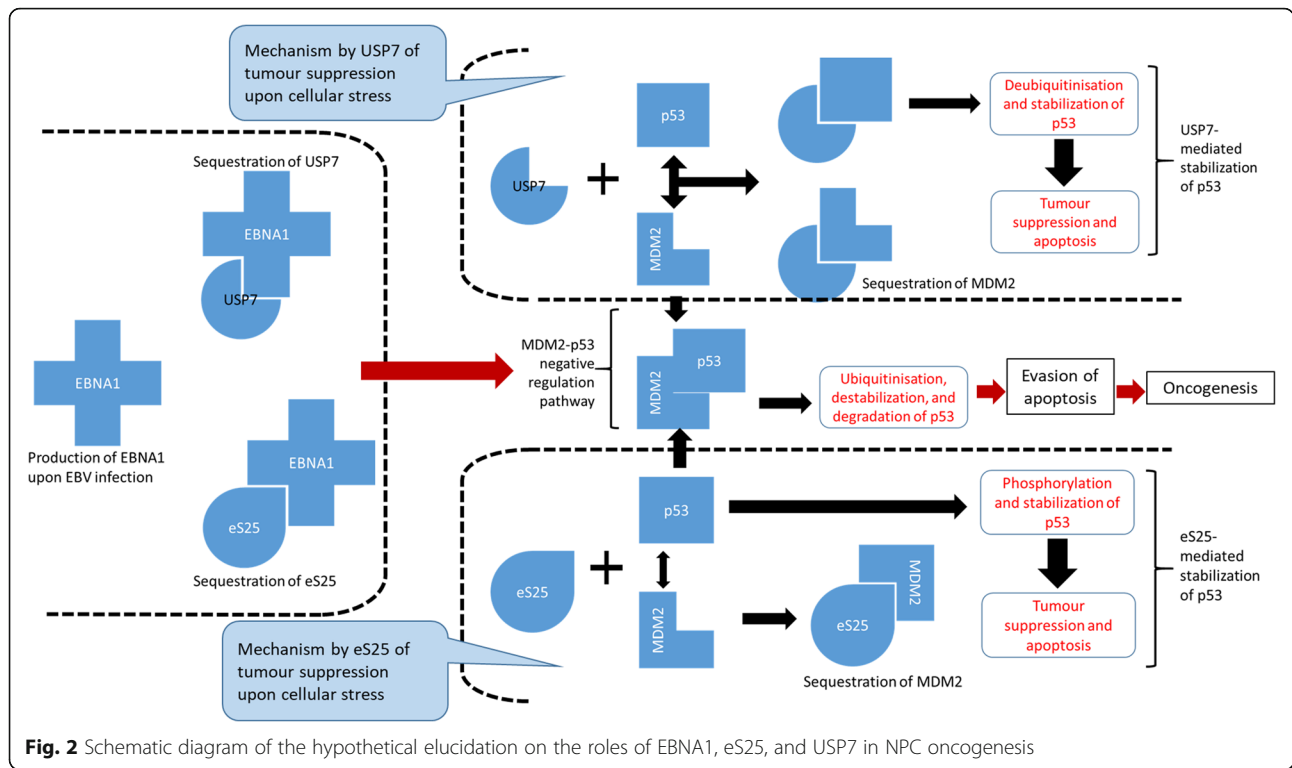 Mechanism by USP7 of
tumour suppression
upon cellular stress
Sequestration of USP7
EBNA1
USP7
EBNA1
Production of EBNA1
upon EBV infection
EBNA1
eS25
Sequestration of eS25
USP7
+
p53
MDM2
Sequestration of MDM2
Deubiquitinisation
and stabilization of
p53
Tumour
suppression and
apoptosis
USP7-
mediated
stabilization
of p53
MDM2-p53
negative
regulation
pathway
MDM2
p53
Ubiquitinisation,
destabilization, and
degradation of p53
Evasion of
apoptosis
Oncogenesis
Mechanism by eS25 of
tumour suppression
upon cellular stress
eS25
+
p53
MDM2
eS25
MDM2
Sequestration of MDM2
Phosphorylation
and stabilization of
p53
Tumour
suppression and
apoptosis
eS25-
mediated
stabilization
of p53
Fig. 2 Schematic diagram of the hypothetical elucidation on the roles of EBNA1, eS25, and USP7 in NPC oncogenesis